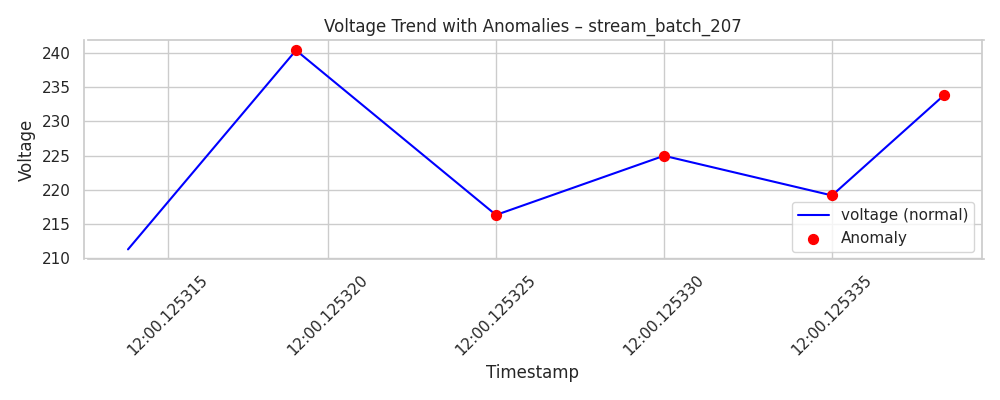 Voltage Trend with Anomalies – stream_batch_207
Voltage
240
235
230
225
220
215
210
voltage (normal)
Anomaly
12:00.125315
12:00.125320
12:00.125325
12:00.125330
12:00.125335
Timestamp